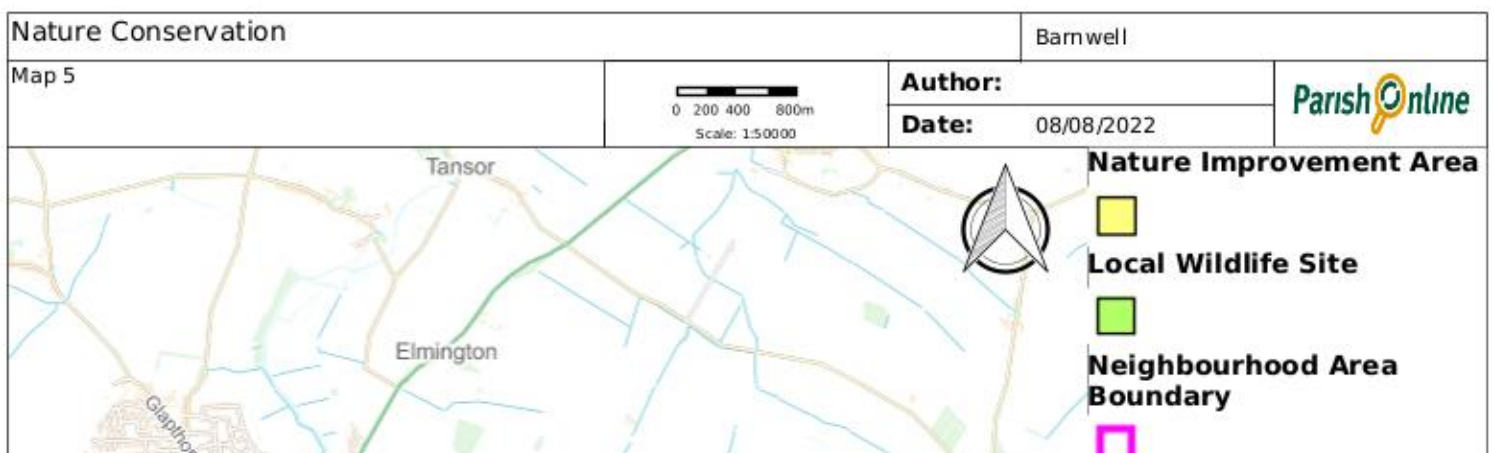 Nature Conservation
Barnwell
Map 5
0 200 400 800m
Scale: 1:50000
Author:
Date: 08/08/2022
Parish Online
Tansor
Nature Improvement Area
Local Wildlife Site
Elmington
Neighbourhood Area
Boundary